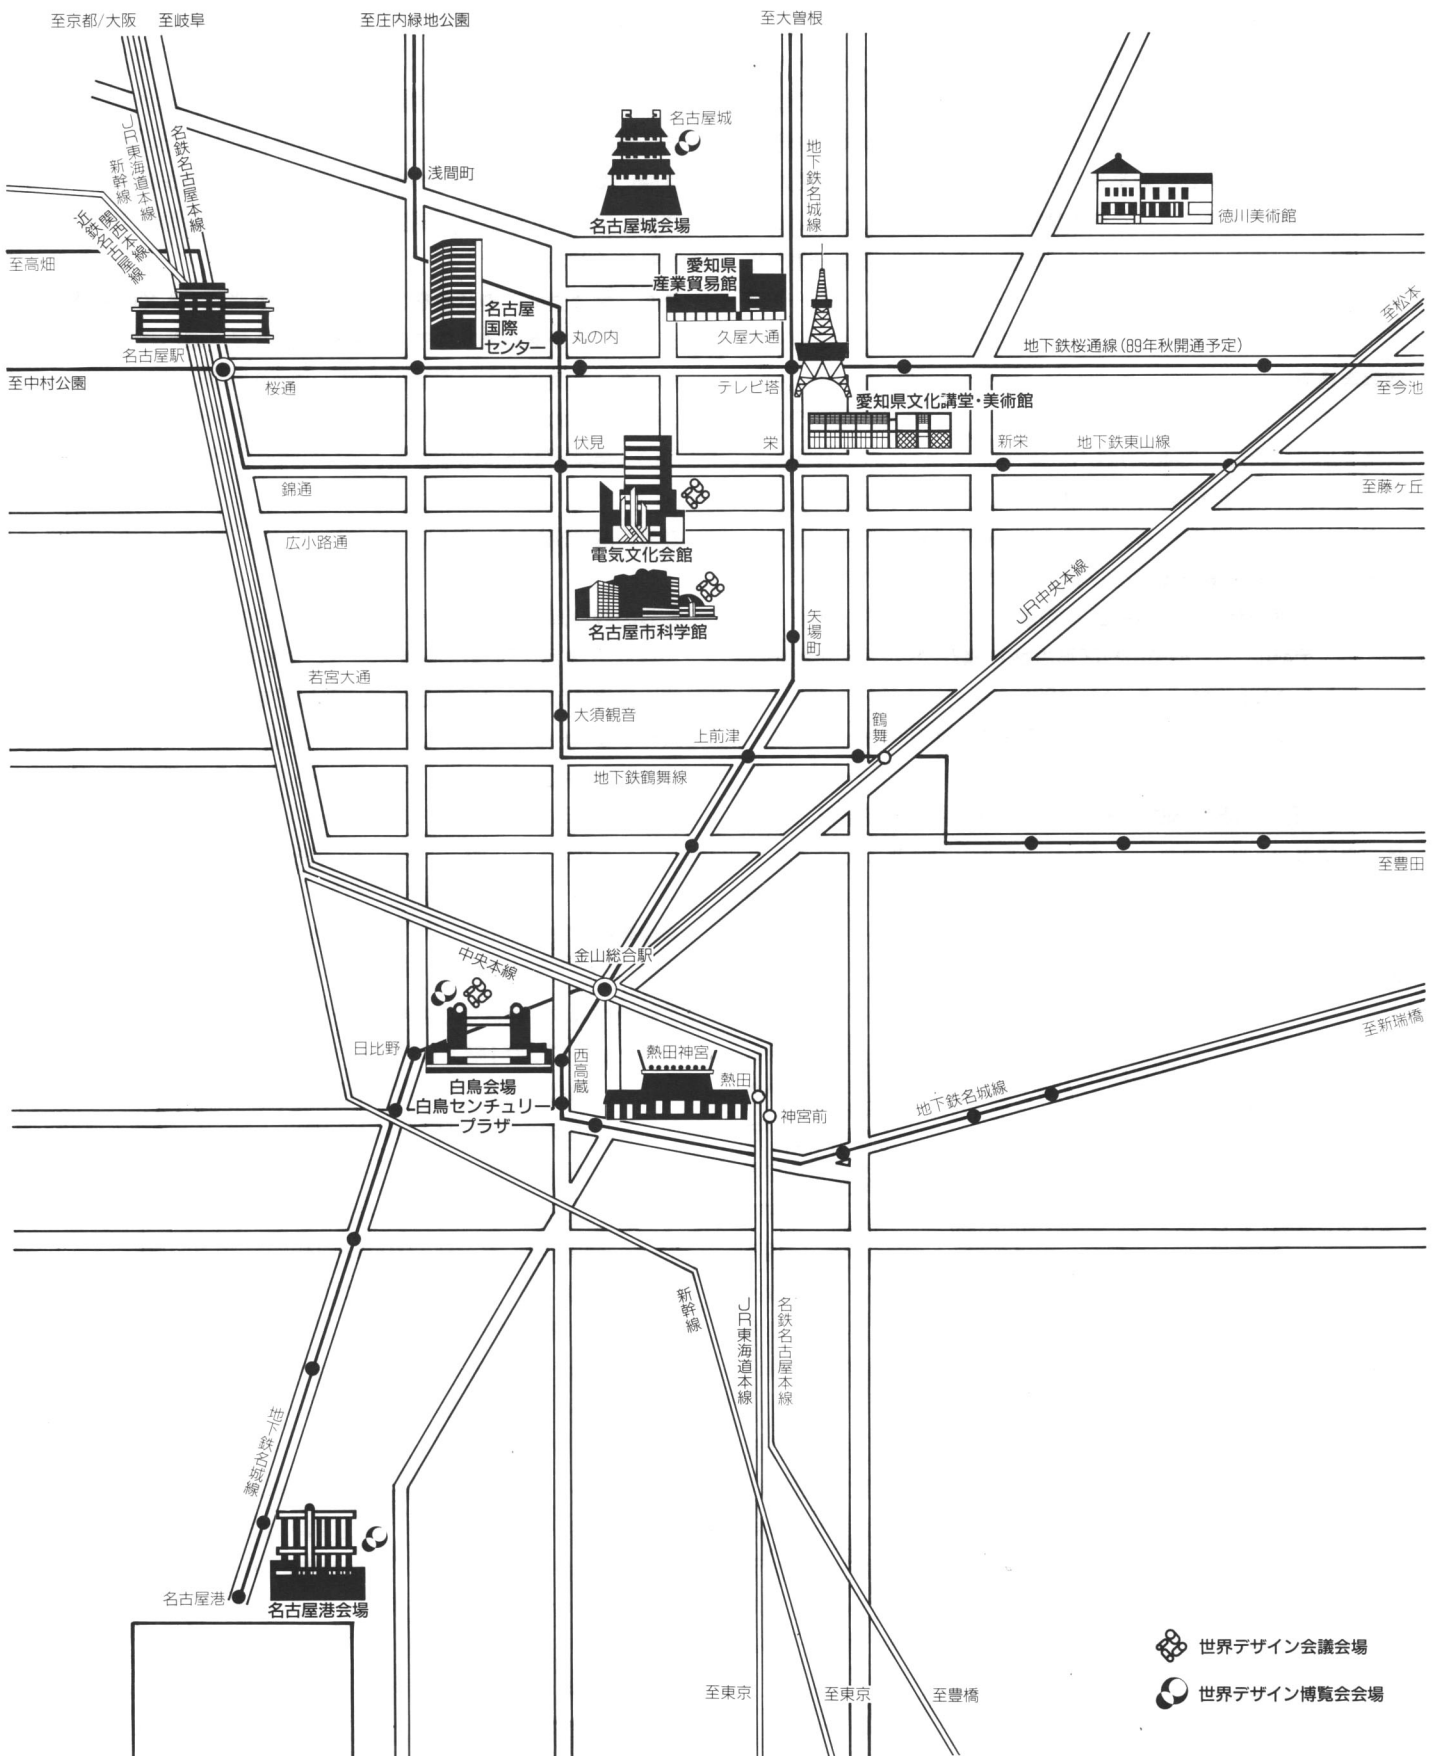 至京都/大阪
至岐阜
至庄内緑地公園
至大曽根
名古屋城
名鉄名古屋本線
JR東海道本線
新幹線
関西本線
近鉄名古屋線
浅間町
地下鉄名城線
名古屋城会場
徳川美術館
至高畑
愛知県
産業貿易館
名古屋
国際
センター
丸の内
久屋大通
至松本
名古屋駅
地下鉄桜通線(89年秋開通予定)
至中村公園
桜通
テレビ塔
至今池
愛知県文化講堂・美術館
伏見
栄
新栄
地下鉄東山線
錦通
至藤ヶ丘
広小路通
電気文化会館
JR中央本線
名古屋市科学館
矢場町
若宮大通
大須観音
上前津
鶴舞
地下鉄鶴舞線
至豊田
中央本線
金山総合駅
日比野
西高蔵
熱田神宮
熱田
白鳥会場
白鳥センチュリー
プラザ
神宮前
地下鉄名城線
至新瑞橋
新幹線
JR東海道本線
名鉄名古屋本線
地下鉄名城線
名古屋港
名古屋港会場
世界デザイン会議会場
世界デザイン博覧会会場
至東京
至東京
至豊橋